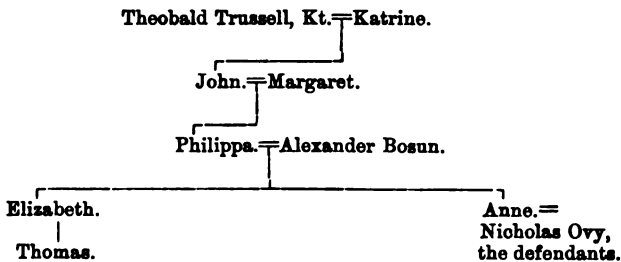 Theobald Trussell, Kt.=Katrine.
John.=Margaret.
Philippa.=Alexander Bosun.
Elizabeth. Anne.=
Nicholas Ovy,
Thomas. the defendants.